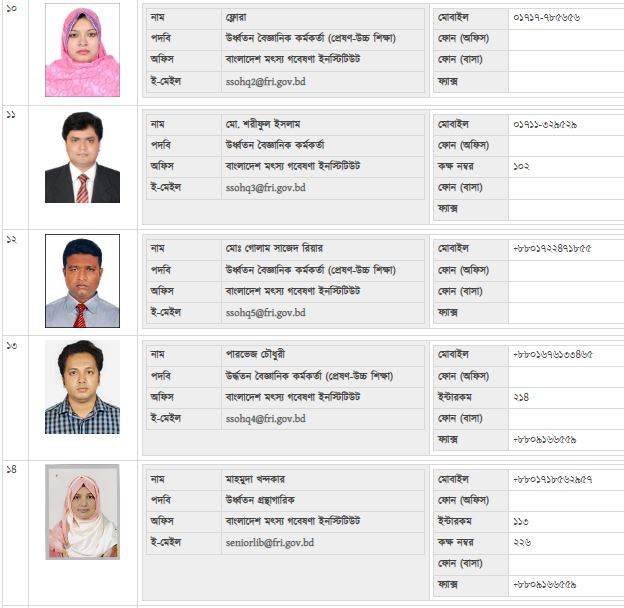 ১০
নাম ফ্লোরা মোবাইল ০১৭১৭-৭৮৫৬৫৬
পদবি উর্ধ্বতন বৈজ্ঞানিক কর্মকর্তা (প্রেষণ-উচ্চ শিক্ষা) ফোন (অফিস)
অফিস বাংলাদেশ মৎস্য গবেষণা ইনস্টিটিউট ফোন (বাসা)
ই-মেইল ssohq2@fri.gov.bd ফ্যাক্স
১১
নাম মো. শরীফুল ইসলাম মোবাইল ০১৭১১-৩২৯৫২৯
পদবি উর্ধ্বতন বৈজ্ঞানিক কর্মকর্তা ফোন (অফিস)
অফিস বাংলাদেশ মৎস্য গবেষণা ইনস্টিটিউট কক্ষ নম্বর ১০২
ই-মেইল ssohq3@fri.gov.bd ফোন (বাসা)
ফ্যাক্স
১২
নাম মোঃ গোলাম সাজেদ রিয়ার মোবাইল +৮৮০১৭২২৪৭১৮৫৫
পদবি উর্ধ্বতন বৈজ্ঞানিক কর্মকর্তা (প্রেষণ-উচ্চ শিক্ষা) ফোন (অফিস)
অফিস বাংলাদেশ মৎস্য গবেষণা ইনস্টিটিউট ফোন (বাসা)
ই-মেইল ssohq5@fri.gov.bd ফ্যাক্স
১৩
নাম পারভেজ চৌধুরী মোবাইল +৮৮০১৬৭৬১৩৩৪৬৫
পদবি উর্দ্ধতন বৈজ্ঞানিক কর্মকর্তা (প্রেষণ-উচ্চ শিক্ষা) ফোন (অফিস)
অফিস বাংলাদেশ মৎস্য গবেষণা ইনস্টিটিউট ইন্টারকম ২১৪
ই-মেইল ssohq4@fri.gov.bd ফোন (বাসা)
ফ্যাক্স +৮৮০৯১৬৬৫৫৯
১৪
নাম মাহমুদা খন্দকার মোবাইল +৮৮০১৭১৮৫৬২৯৫৭
পদবি উর্ধ্বতন গ্রন্থাগারিক ফোন (অফিস)
অফিস বাংলাদেশ মৎস্য গবেষণা ইনস্টিটিউট ইন্টারকম ১১৩
ই-মেইল seniorlib@fri.gov.bd কক্ষ নম্বর ২২৬
ফোন (বাসা)
ফ্যাক্স +৮৮০৯১৬৬৫৫৯